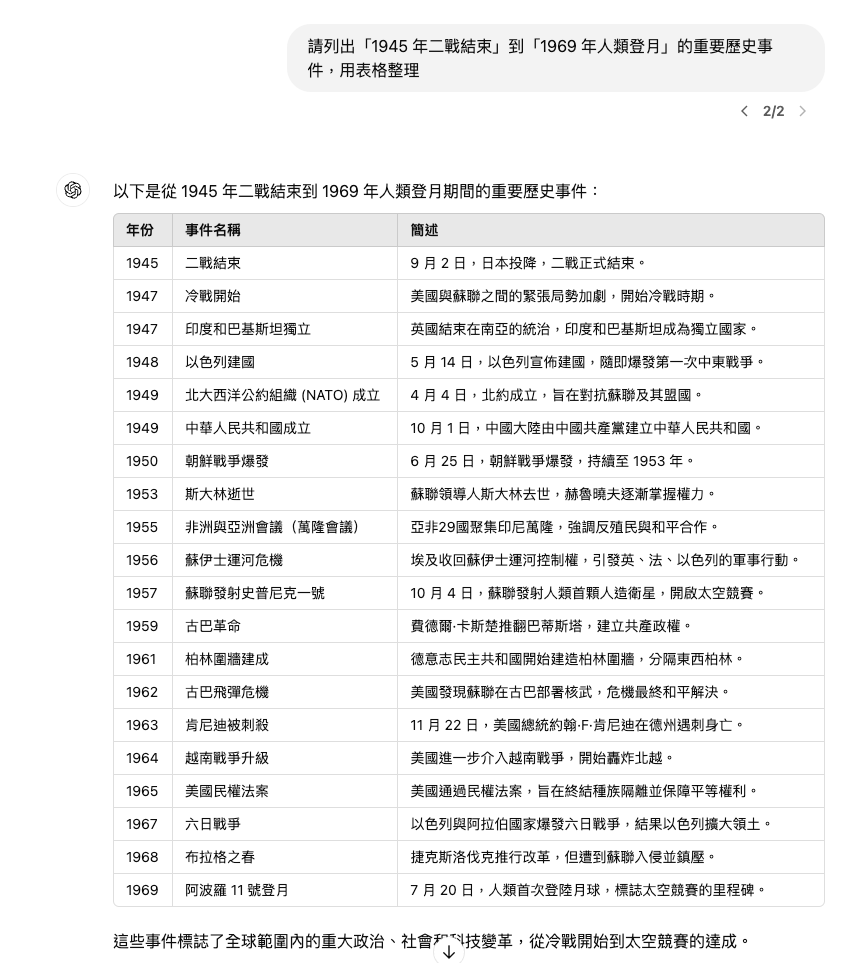 請列出「1945 年二戰結束」到「1969 年人類登月」的重要歷史事
件，用表格整理
2/2
以下是從 1945 年二戰結束到 1969 年人類登月期間的重要歷史事件：
年份 事件名稱 簡述
1945 二戰結束 9 月 2 日，日本投降，二戰正式結束。
1947 冷戰開始 美國與蘇聯之間的緊張局勢加劇，開始冷戰時期。
1947 印度和巴基斯坦獨立 英國結束在南亞的統治，印度和巴基斯坦成為獨立國家。
1948 以色列建國 5 月 14 日，以色列宣佈建國，隨即爆發第一次中東戰爭。
1949 北大西洋公約組織 (NATO) 成立 4 月 4 日，北約成立，旨在對抗蘇聯及其盟國。
1949 中華人民共和國成立 10 月 1 日，中國大陸由中國共產黨建立中華人民共和國。
1950 朝鮮戰爭爆發 6 月 25 日，朝鮮戰爭爆發，持續至 1953 年。
1953 斯大林逝世 蘇聯領導人斯大林去世，赫魯曉夫逐漸掌握權力。
1955 非洲與亞洲會議（萬隆會議） 亞非29國聚集印尼萬隆，強調反殖民與和平合作。
1956 蘇伊士運河危機 埃及收回蘇伊士運河控制權，引發英、法、以色列的軍事行動。
1957 蘇聯發射史普尼克一號 10 月 4 日，蘇聯發射人類首顆人造衛星，開啟太空競賽。
1959 古巴革命 費德爾·卡斯楚推翻巴蒂斯塔，建立共產政權。
1961 柏林圍牆建成 德意志民主共和國開始建造柏林圍牆，分隔東西柏林。
1962 古巴飛彈危機 美國發現蘇聯在古巴部署核武，危機最終和平解決。
1963 肯尼迪被刺殺 11 月 22 日，美國總統約翰·F·肯尼迪在德州遇刺身亡。
1964 越南戰爭升級 美國進一步介入越南戰爭，開始轟炸北越。
1965 美國民權法案 美國通過民權法案，旨在終結種族隔離並保障平等權利。
1967 六日戰爭 以色列與阿拉伯國家爆發六日戰爭，結果以色列擴大領土。
1968 布拉格之春 捷克斯洛伐克推行改革，但遭到蘇聯入侵並鎮壓。
1969 阿波羅 11 號登月 7 月 20 日，人類首次登陸月球，標誌太空競賽的里程碑。
這些事件標誌了全球範圍內的重大政治、社會和科技變革，從冷戰開始到太空競賽的達成。